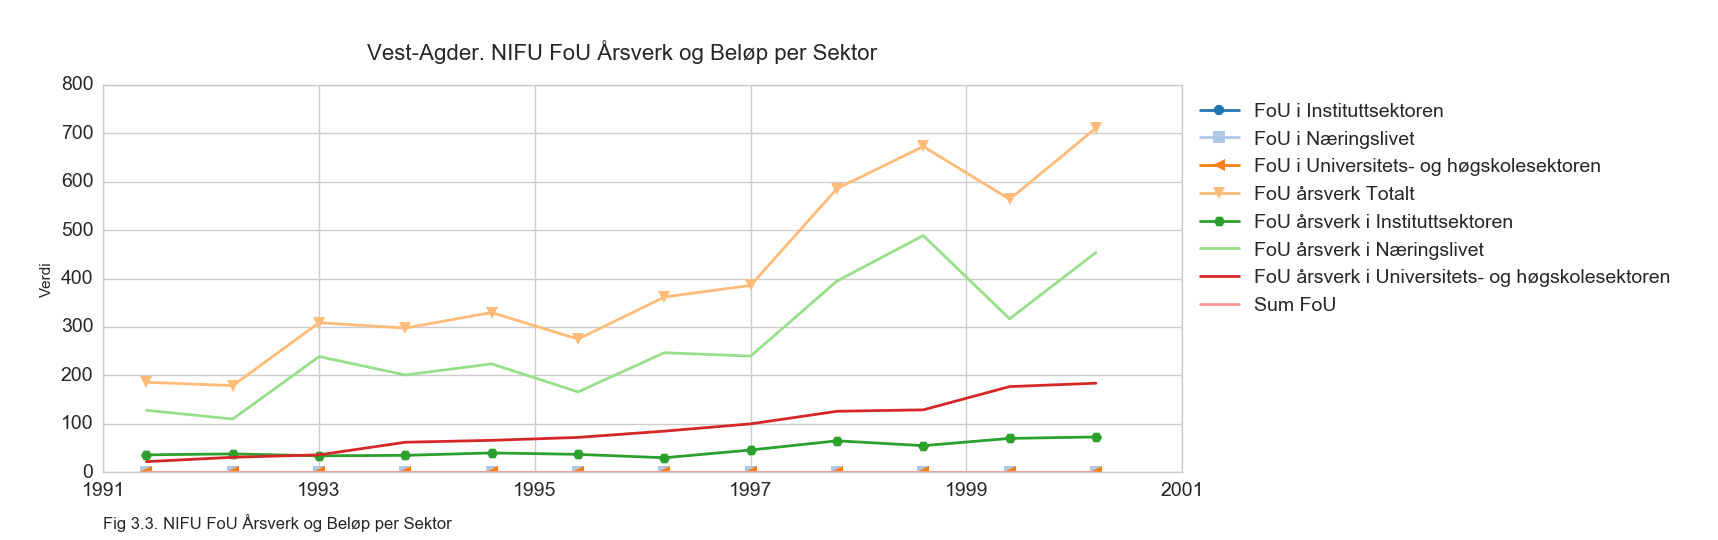 Vest-Agder. NIFU FoU Årsverk og Beløp per Sektor
800
700
600
500
400
300
200
100
0
Verdi
1991
1993
1995
1997
1999
2001
FoU i Instituttsektoren
FoU i Næringslivet
FoU i Universitets- og høgskolesektoren
FoU årsverk Totalt
FoU årsverk i Instituttsektoren
FoU årsverk i Næringslivet
FoU årsverk i Universitets- og høgskolesektoren
Sum FoU
Fig 3.3. NIFU FoU Årsverk og Beløp per Sektor